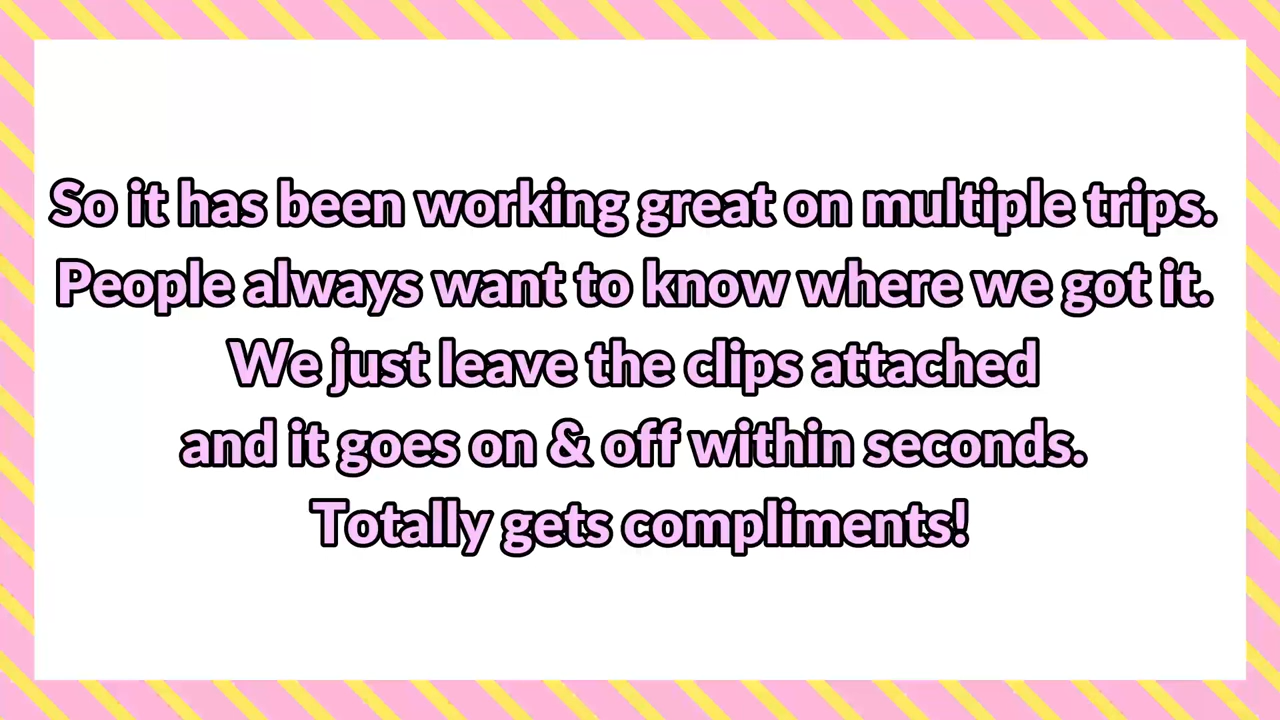 So it has been working great on multiple trips.
People always want to know where we got it.
We just leave the clips attached
and it goes on & off within seconds.
Totally gets compliments!